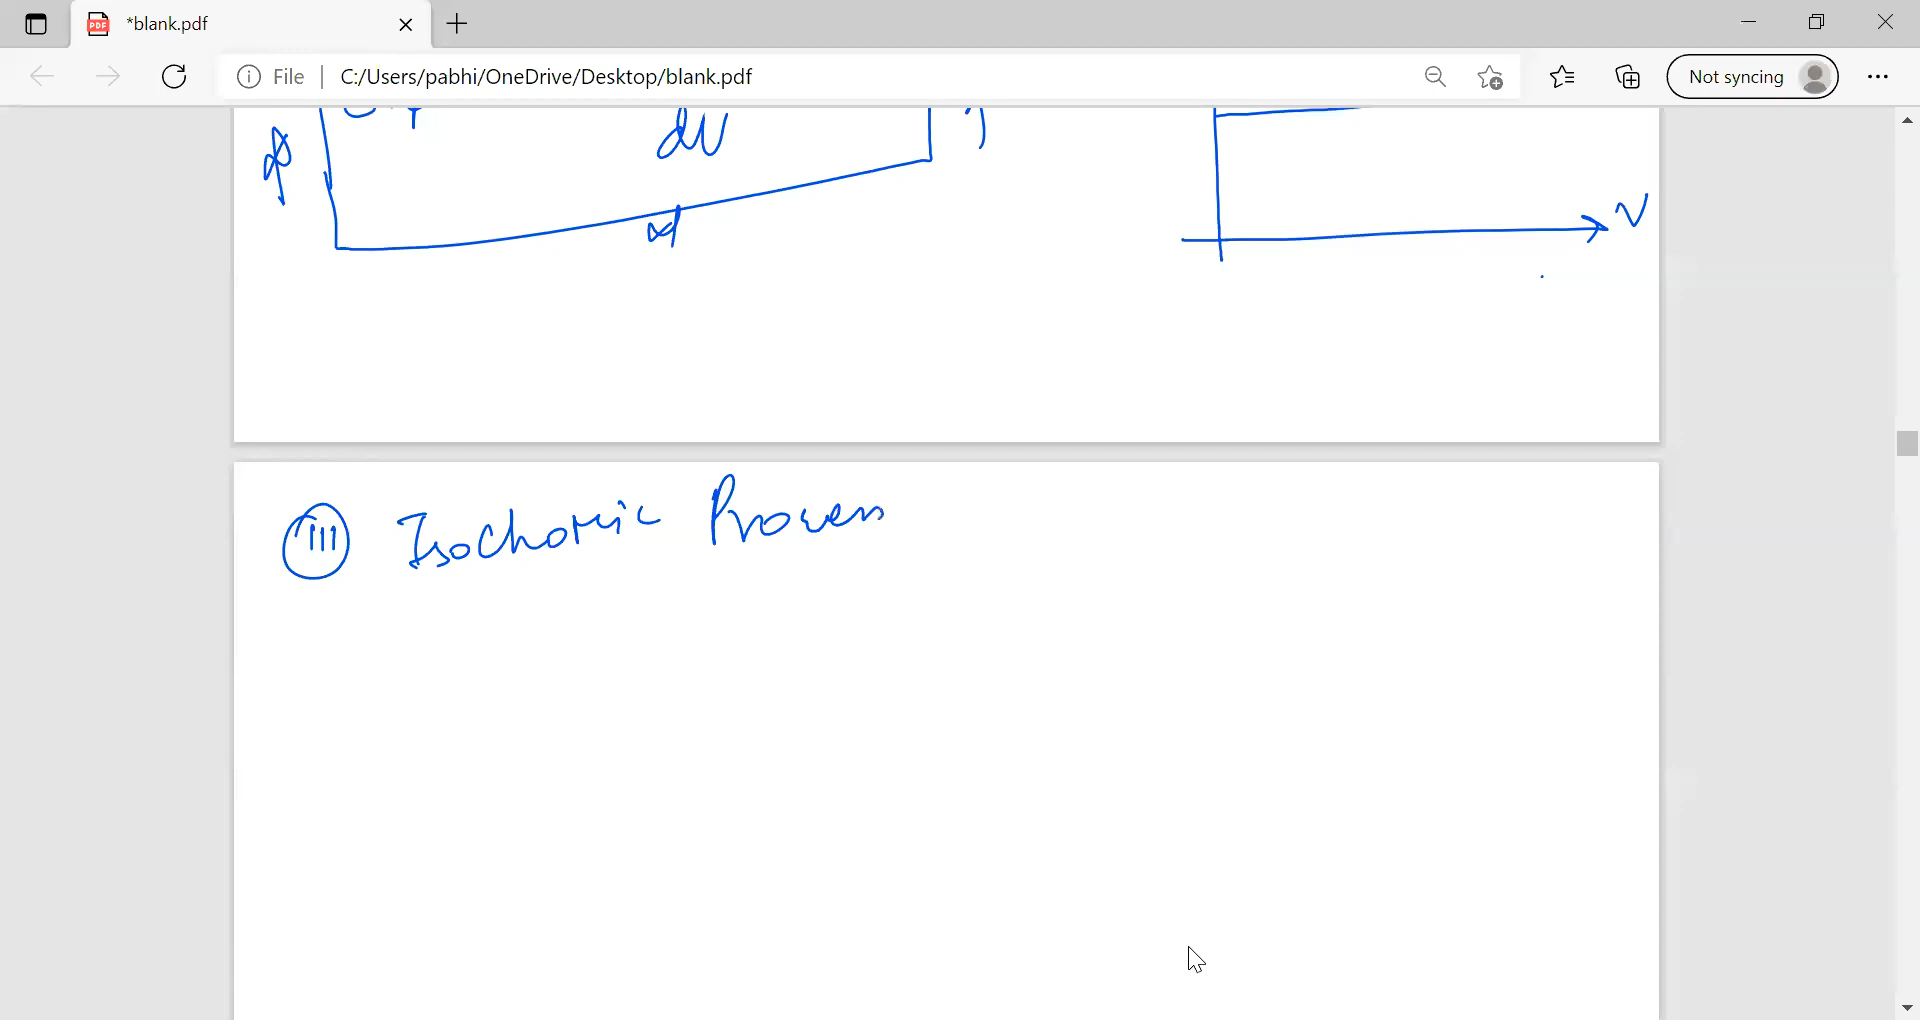 *blank.pdf
File | C:/Users/pabhi/OneDrive/Desktop/blank.pdf
Not syncing
dV
V
III Isochoric Process